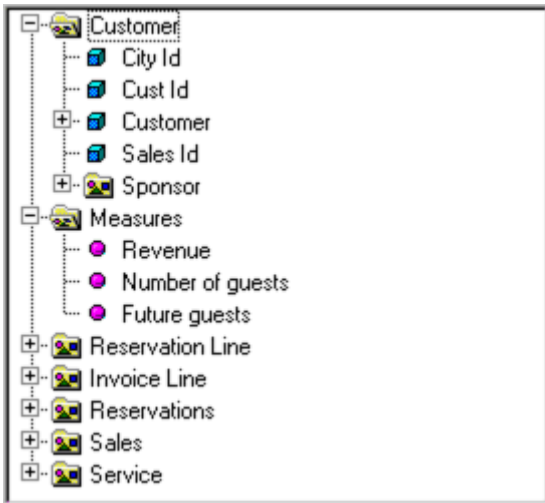 Customer
City Id
Cust Id
Customer
Sales Id
Sponsor
Measures
Revenue
Number of guests
Future guests
Reservation Line
Invoice Line
Reservations
Sales
Service